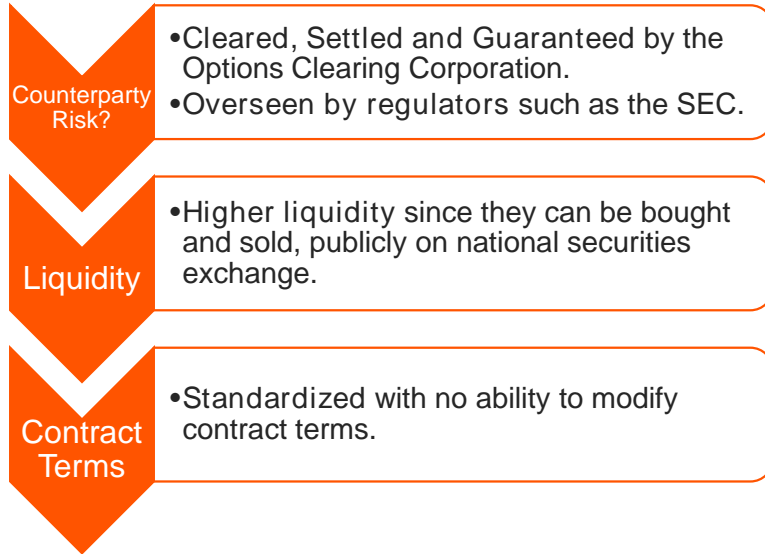 Counterparty
Risk?
•Cleared, Settled and Guaranteed by the
Options Clearing Corporation.
•Overseen by regulators such as the SEC.
Liquidity
•Higher liquidity since they can be bought
and sold, publicly on national securities
exchange.
Contract
Terms
•Standardized with no ability to modify
contract terms.